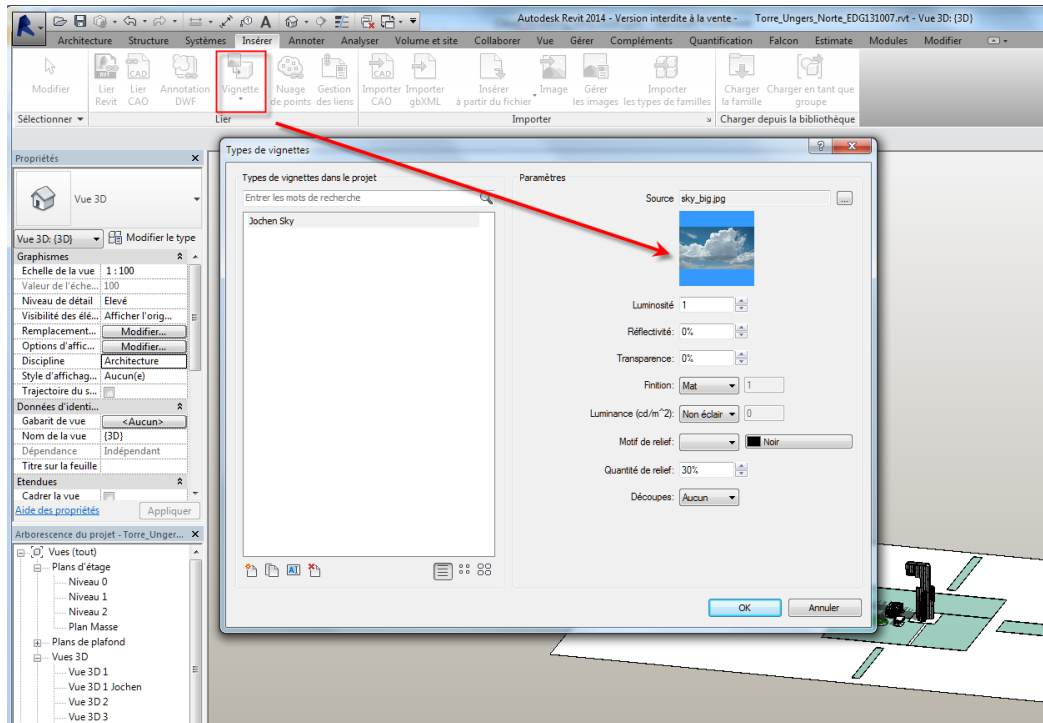 Autodesk Revit 2014 - Version interdite à la vente - Torre_Ungers_Norte_EDG131007.rvt - Vue 3D: {3D}
Architecture Structure Systèmes Insérer Annoter Analyser Volume et site Collaborer Vue Gérer Compléments Quantification Falcon Estimate Modules Modifier
Modifier
Lier Revit
Lier CAO
Annotation DWF
Vignette
Nuage de points
Gestion des liens
Importer CAO
Importer gbXML
Insérer à partir du fichier
Image
Gérer les images
Importer les types de familles
Charger la famille
Charger en tant que groupe
Sélectionner
Lier
Importer
Charger depuis la bibliothèque
Propriétés
Vue 3D
Vue 3D: {3D} Modifier le type
Graphismes
Echelle de la vue 1 : 100
Valeur de l'éche... 100
Niveau de détail Elevé
Visibilité des élé... Afficher l'orig...
Remplacement... Modifier...
Options d'affic... Modifier...
Discipline Architecture
Style d'affichag... Aucun(e)
Trajectoire du s...
Données d'identi...
Gabarit de vue <Aucun>
Nom de la vue {3D}
Dépendance Indépendant
Titre sur la feuille
Etendues
Cadrer la vue
Aide des propriétés Appliquer
Arborescence du projet - Torre_Unger...
Vues (tout)
Plans d'étage
Niveau 0
Niveau 1
Niveau 2
Plan Masse
Plans de plafond
Vues 3D
Vue 3D 1
Vue 3D 1 Jochen
Vue 3D 2
Vue 3D 3
Types de vignettes
Types de vignettes dans le projet
Entrer les mots de recherche
Jochen Sky
Paramètres
Source sky_big.jpg ...
Luminosité 1
Réflectivité: 0%
Transparence: 0%
Finition: Mat 1
Luminance (cd/m^2): Non éclair 0
Motif de relief: Noir
Quantité de relief: 30%
Découpes: Aucun
OK Annuler